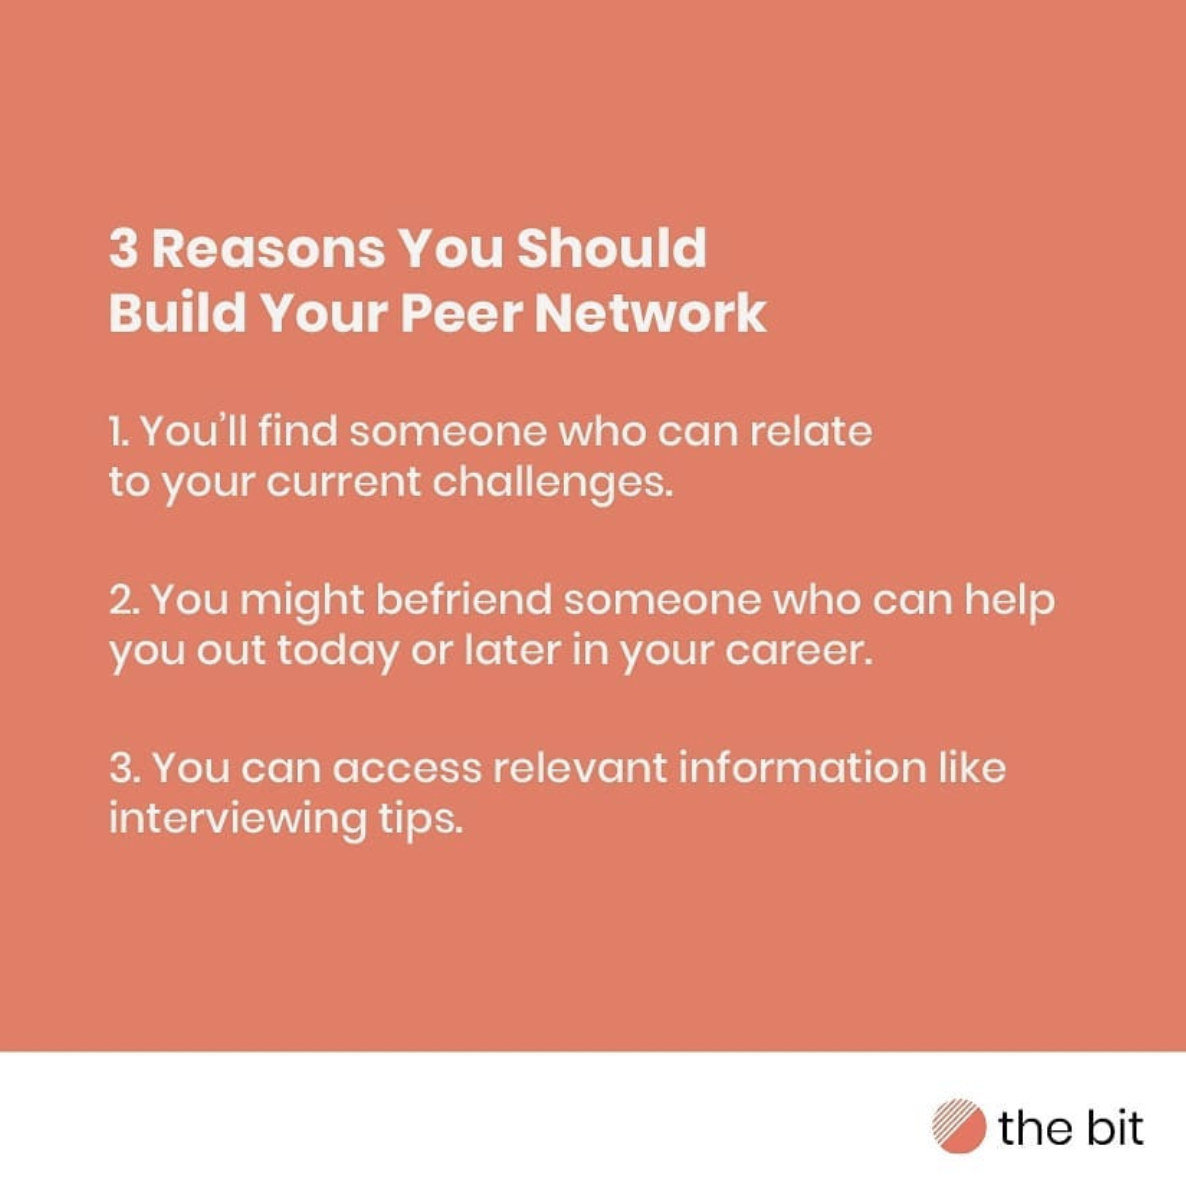 3 Reasons You Should
Build Your Peer Network
1. You’ll find someone who can relate
to your current challenges.
2. You might befriend someone who can help
you out today or later in your career.
3. You can access relevant information like
interviewing tips.
the bit